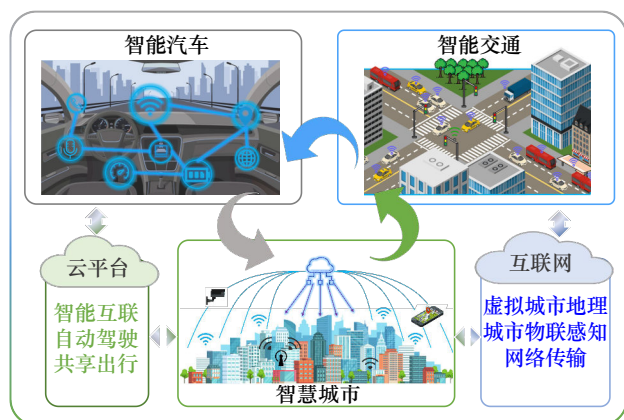 智能汽车
智能交通
云平台
智能互联
自动驾驶
共享出行
互联网
虚拟城市地理
城市物联感知
网络传输
智慧城市